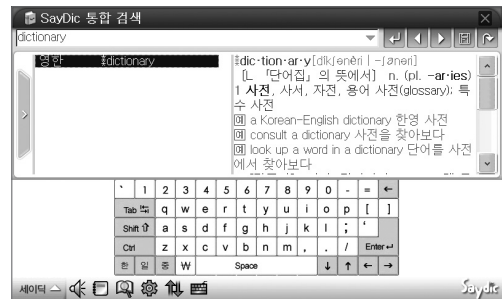 SayDic 통합 검색
dictionary
영한 ‡dictionary
‡dic·tion·ar·y[díkʃənèri | -ʃənəri]
[L 「단어집」의 뜻에서] n. (pl. -ar·ies)
1 사전, 사서, 자전, 용어 사전(glossary); 특
수 사전
예 a Korean-English dictionary 한영 사전
예 consult a dictionary 사전을 찾아보다
예 look up a word in a dictionary 단어를 사전
에서 찾아보다
` 1 2 3 4 5 6 7 8 9 0 - = ←
Tab q w e r t y u i o p [ ]
Shift a s d f g h j k l ; '
Ctrl z x c v b n m , . / Enter
한 일 중 ₩ Space ↓ ↑ ← →
세이딕 Saydic